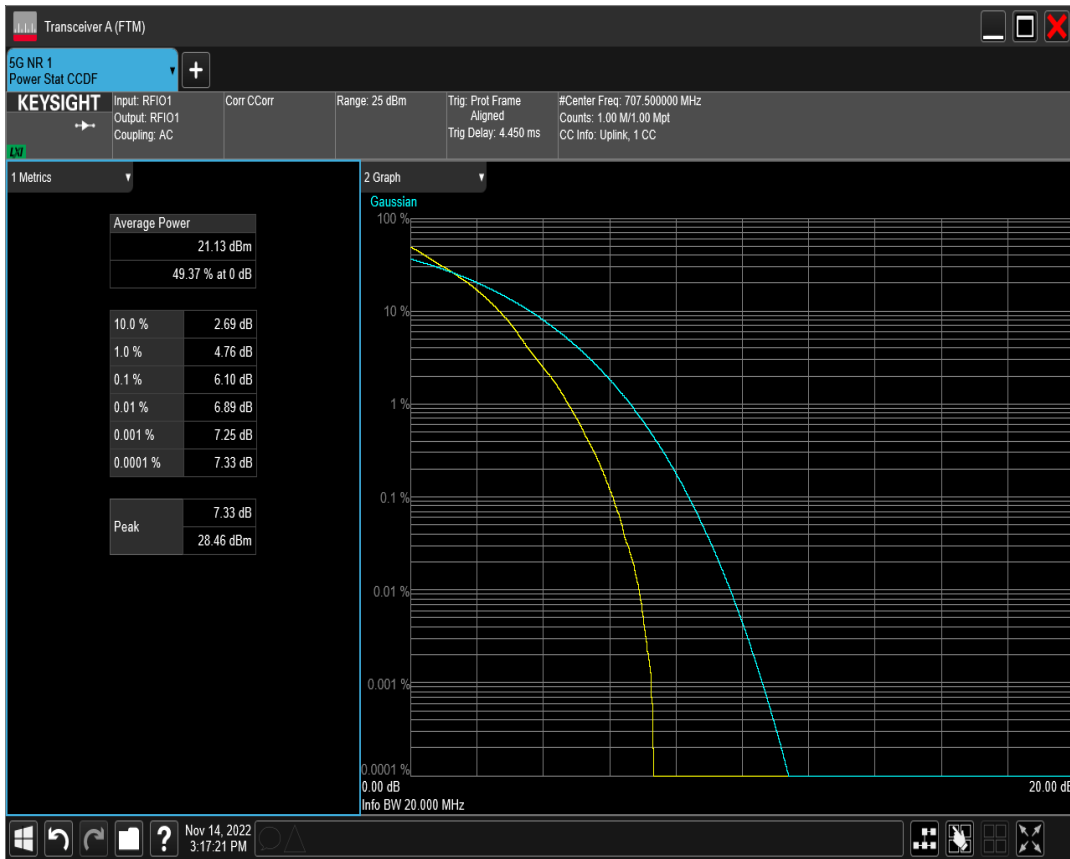 Transceiver A (FTM)
5G NR 1
Power Stat CCDF
+
KEYSIGHT
LXI
Input: RFIO1
Output: RFIO1
Coupling: AC
Corr CCorr
Range: 25 dBm
Trig: Prot Frame
Aligned
Trig Delay: 4.450 ms
#Center Freq: 707.500000 MHz
Counts: 1.00 M/1.00 Mpt
CC Info: Uplink, 1 CC
1 Metrics
Average Power
21.13 dBm
49.37 % at 0 dB
10.0 % 2.69 dB
1.0 % 4.76 dB
0.1 % 6.10 dB
0.01 % 6.89 dB
0.001 % 7.25 dB
0.0001 % 7.33 dB
Peak
7.33 dB
28.46 dBm
2 Graph
Gaussian
100 %
10 %
1 %
0.1 %
0.01 %
0.001 %
0.0001 %
0.00 dB
20.00 dB
Info BW 20.000 MHz
?
Nov 14, 2022
3:17:21 PM